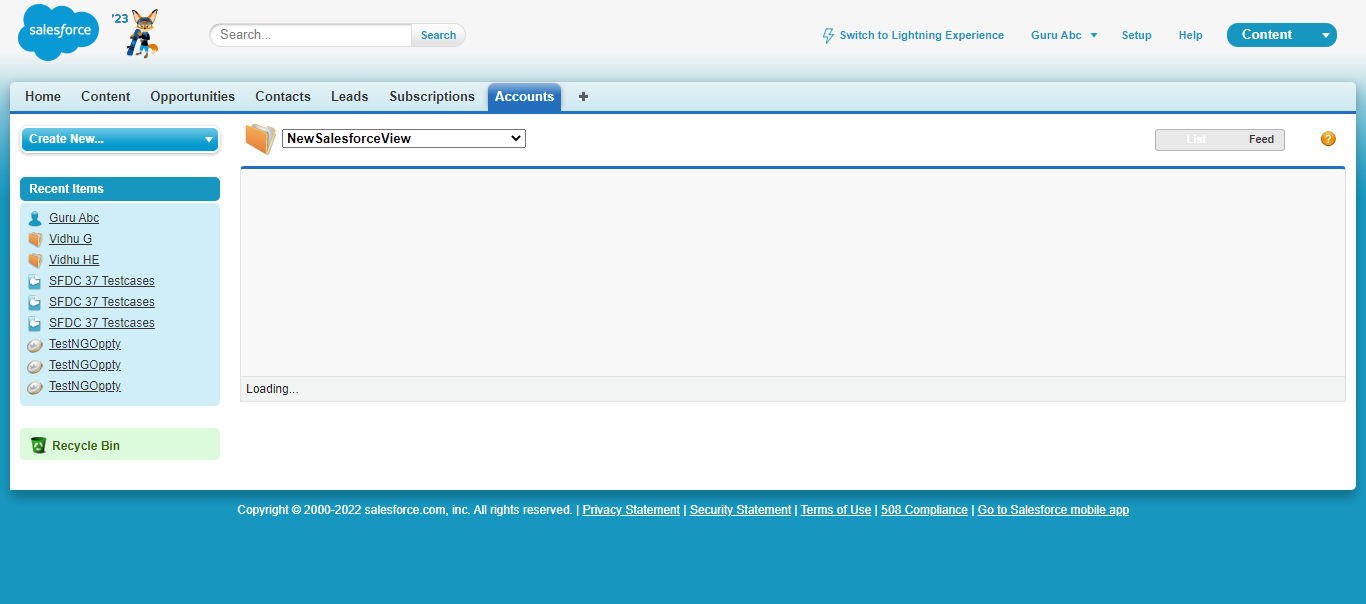 salesforce '23
Search... Search
Switch to Lightning Experience Guru Abc Setup Help Content
Home Content Opportunities Contacts Leads Subscriptions Accounts +
Create New...
NewSalesforceView
List Feed
?
Recent Items
Guru Abc
Vidhu G
Vidhu HE
SFDC 37 Testcases
SFDC 37 Testcases
SFDC 37 Testcases
TestNGOppty
TestNGOppty
TestNGOppty
Loading...
Recycle Bin
Copyright © 2000-2022 salesforce.com, inc. All rights reserved. | Privacy Statement | Security Statement | Terms of Use | 508 Compliance | Go to Salesforce mobile app